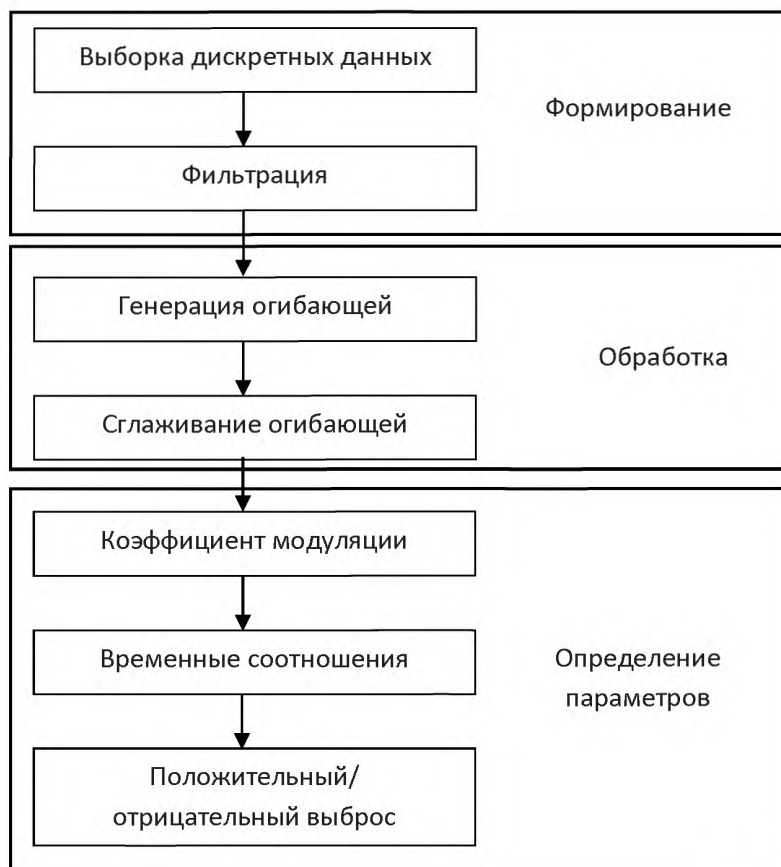 Выборка дискретных данных
Формирование
Фильтрация
Генерация огибающей
Обработка
Сглаживание огибающей
Коэффициент модуляции
Временные соотношения
Определение
параметров
Положительный/
отрицательный выброс